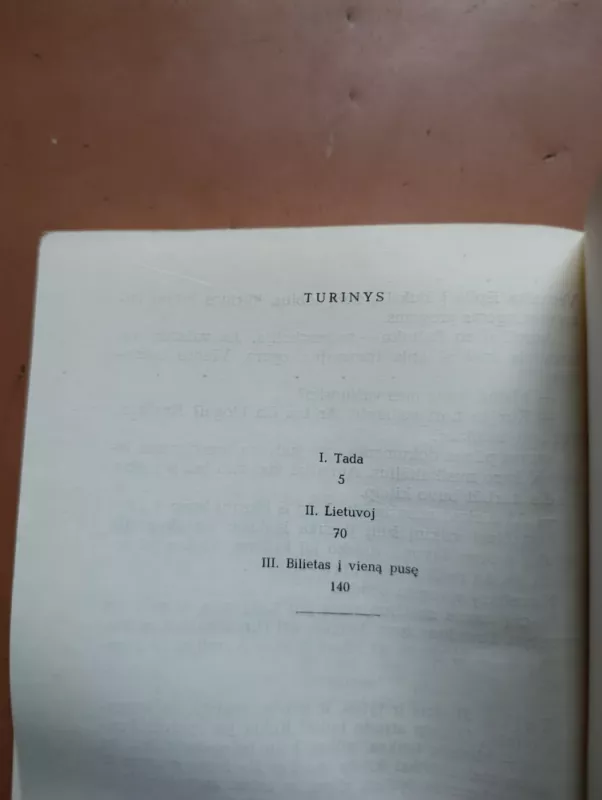 TURINYS
I. Tada
5
II. Lietuvoj
70
III. Bilietas į vieną pusę
140